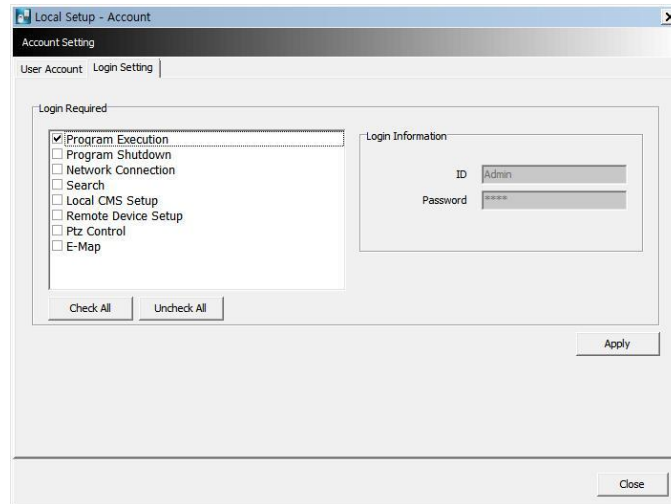 Local Setup - Account
Account Setting
User Account Login Setting
Login Required
Program Execution
Program Shutdown
Network Connection
Search
Local CMS Setup
Remote Device Setup
Ptz Control
E-Map
Check All Uncheck All
Login Information
ID Admin
Password ****
Apply
Close